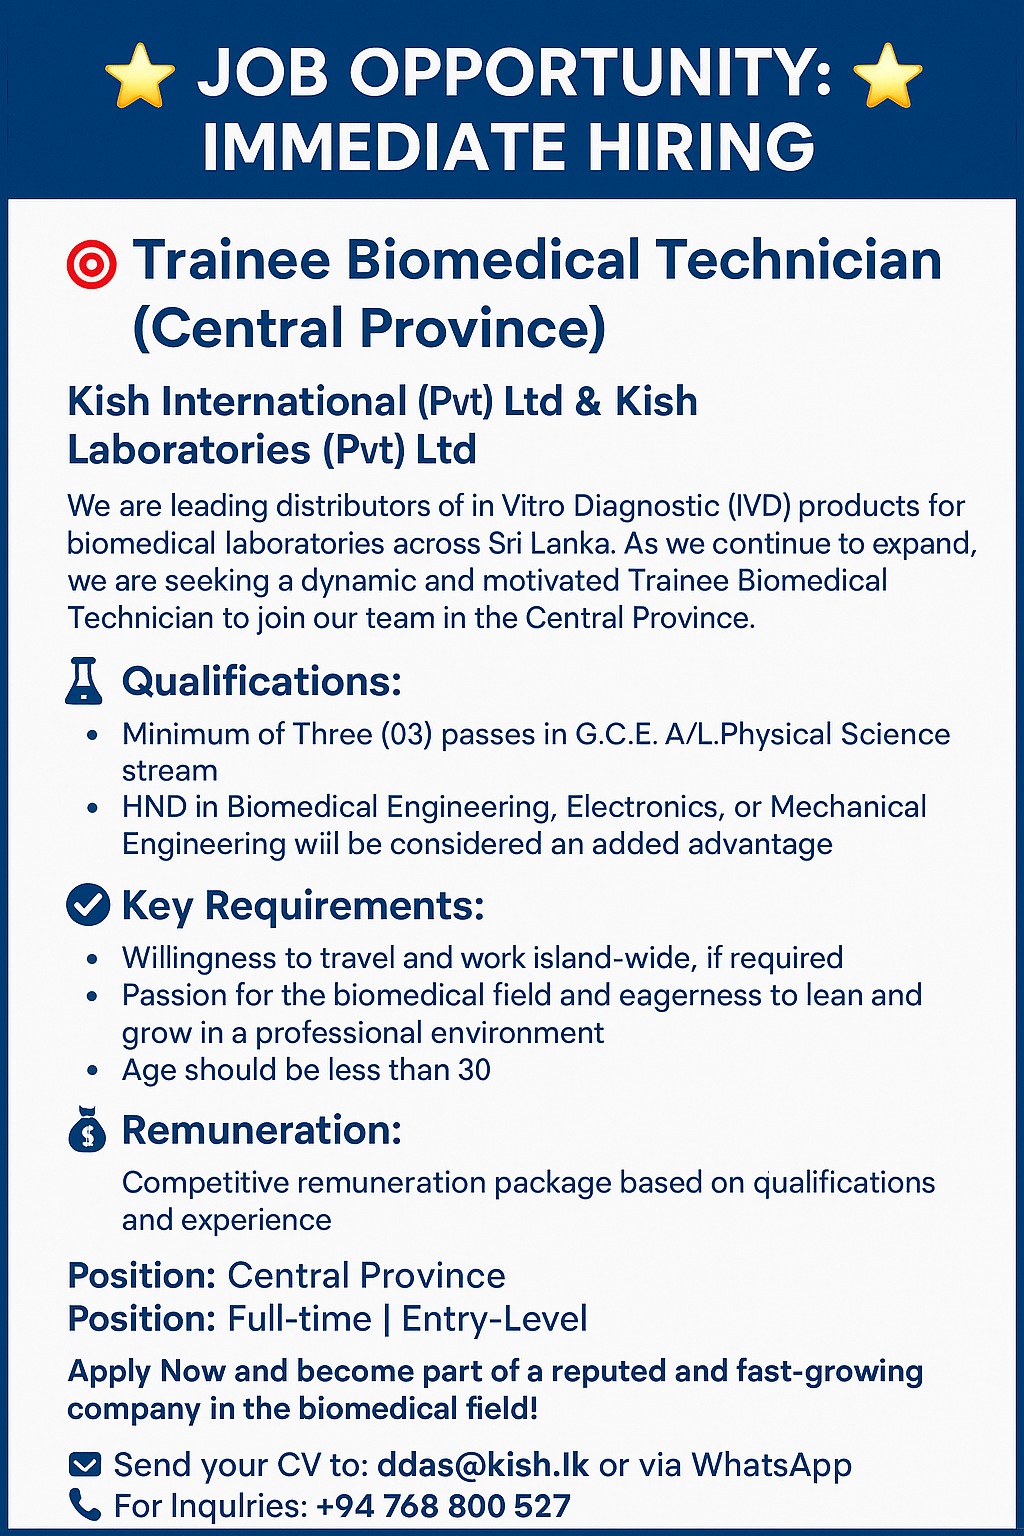 JOB OPPORTUNITY:
IMMEDIATE HIRING
Trainee Biomedical Technician
(Central Province)
Kish International (Pvt) Ltd & Kish
Laboratories (Pvt) Ltd
We are leading distributors of in Vitro Diagnostic (IVD) products for
biomedical laboratories across Sri Lanka. As we continue to expand,
we are seeking a dynamic and motivated Trainee Biomedical
Technician to join our team in the Central Province.
Qualifications:
• Minimum of Three (03) passes in G.C.E. A/L.Physical Science
stream
• HND in Biomedical Engineering, Electronics, or Mechanical
Engineering wiil be considered an added advantage
Key Requirements:
• Willingness to travel and work island-wide, if required
• Passion for the biomedical field and eagerness to lean and
grow in a professional environment
• Age should be less than 30
$ Remuneration:
Competitive remuneration package based on qualifications
and experience
Position: Central Province
Position: Full-time | Entry-Level
Apply Now and become part of a reputed and fast-growing
company in the biomedical field!
Send your CV to: ddas@kish.lk or via WhatsApp
For Inqulries: +94 768 800 527